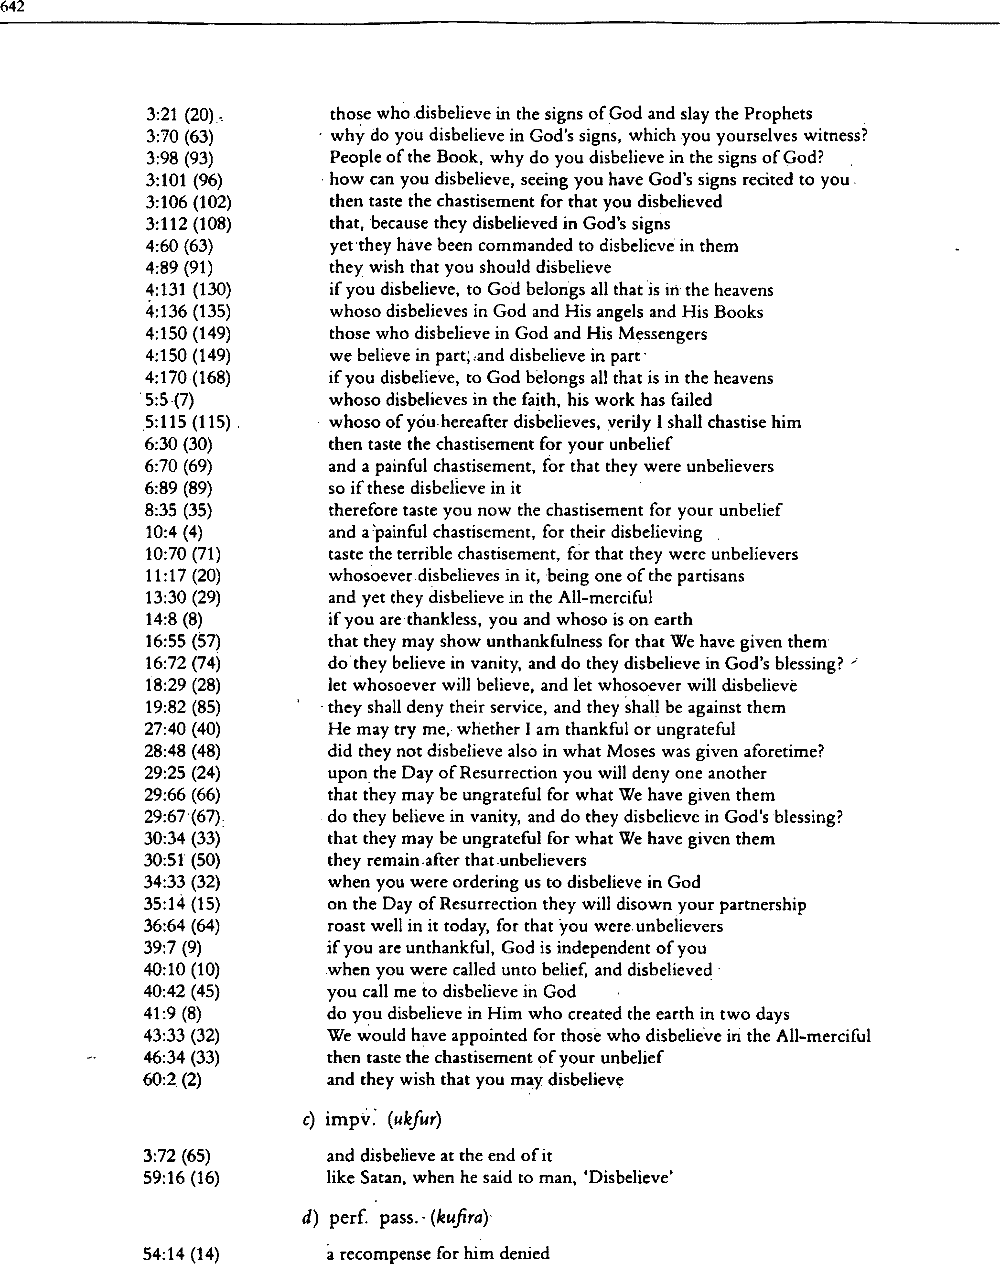 642
3:21 (20) those who disbelieve in the signs of God and slay the Prophets
3:70 (63) why do you disbelieve in God's signs, which you yourselves witness?
3:98 (93) People of the Book, why do you disbelieve in the signs of God?
3:101 (96) how can you disbelieve, seeing you have God's signs recited to you
3:106 (102) then taste the chastisement for that you disbelieved
3:112 (108) that, because they disbelieved in God's signs
4:60 (63) yet they have been commanded to disbelieve in them
4:89 (91) they wish that you should disbelieve
4:131 (130) if you disbelieve, to God belongs all that is in the heavens
4:136 (135) whoso disbelieves in God and His angels and His Books
4:150 (149) those who disbelieve in God and His Messengers
4:150 (149) we believe in part, and disbelieve in part
4:170 (168) if you disbelieve, to God belongs all that is in the heavens
5:5 (7) whoso disbelieves in the faith, his work has failed
5:115 (115) whoso of you hereafter disbelieves, verily I shall chastise him
6:30 (30) then taste the chastisement for your unbelief
6:70 (69) and a painful chastisement, for that they were unbelievers
6:89 (89) so if these disbelieve in it
8:35 (35) therefore taste you now the chastisement for your unbelief
10:4 (4) and a painful chastisement, for their disbelieving
10:70 (71) taste the terrible chastisement, for that they were unbelievers
11:17 (20) whosoever disbelieves in it, being one of the partisans
13:30 (29) and yet they disbelieve in the All-merciful
14:8 (8) if you are thankless, you and whoso is on earth
16:55 (57) that they may show unthankfulness for that We have given them
16:72 (74) do they believe in vanity, and do they disbelieve in God's blessing?
18:29 (28) let whosoever will believe, and let whosoever will disbelieve
19:82 (85) they shall deny their service, and they shall be against them
27:40 (40) He may try me, whether I am thankful or ungrateful
28:48 (48) did they not disbelieve also in what Moses was given aforetime?
29:25 (24) upon the Day of Resurrection you will deny one another
29:66 (66) that they may be ungrateful for what We have given them
29:67 (67) do they believe in vanity, and do they disbelieve in God's blessing?
30:34 (33) that they may be ungrateful for what We have given them
30:51 (50) they remain after that unbelievers
34:33 (32) when you were ordering us to disbelieve in God
35:14 (15) on the Day of Resurrection they will disown your partnership
36:64 (64) roast well in it today, for that you were unbelievers
39:7 (9) if you are unthankful, God is independent of you
40:10 (10) when you were called unto belief, and disbelieved
40:42 (45) you call me to disbelieve in God
41:9 (8) do you disbelieve in Him who created the earth in two days
43:33 (32) We would have appointed for those who disbelieve in the All-merciful
46:34 (33) then taste the chastisement of your unbelief
60:2 (2) and they wish that you may disbelieve
c) impv. (ukfur)
3:72 (65) and disbelieve at the end of it
59:16 (16) like Satan, when he said to man, 'Disbelieve'
d) perf. pass. (kufira)
54:14 (14) a recompense for him denied